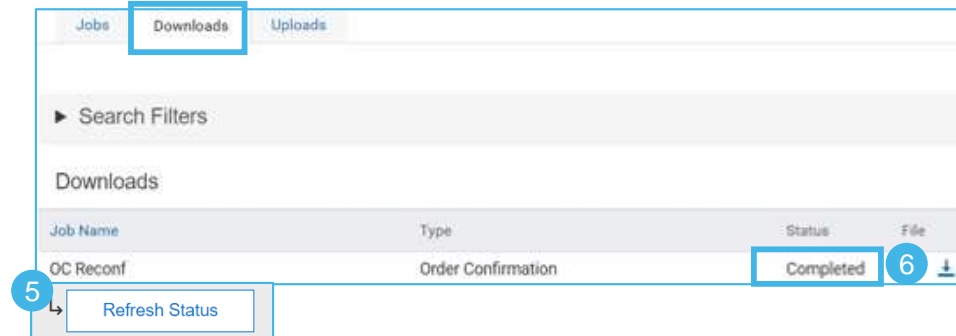 Jobs Downloads Uploads
► Search Filters
Downloads
Job Name Type Status File
OC Reconf Order Confirmation Completed 6
5
Refresh Status